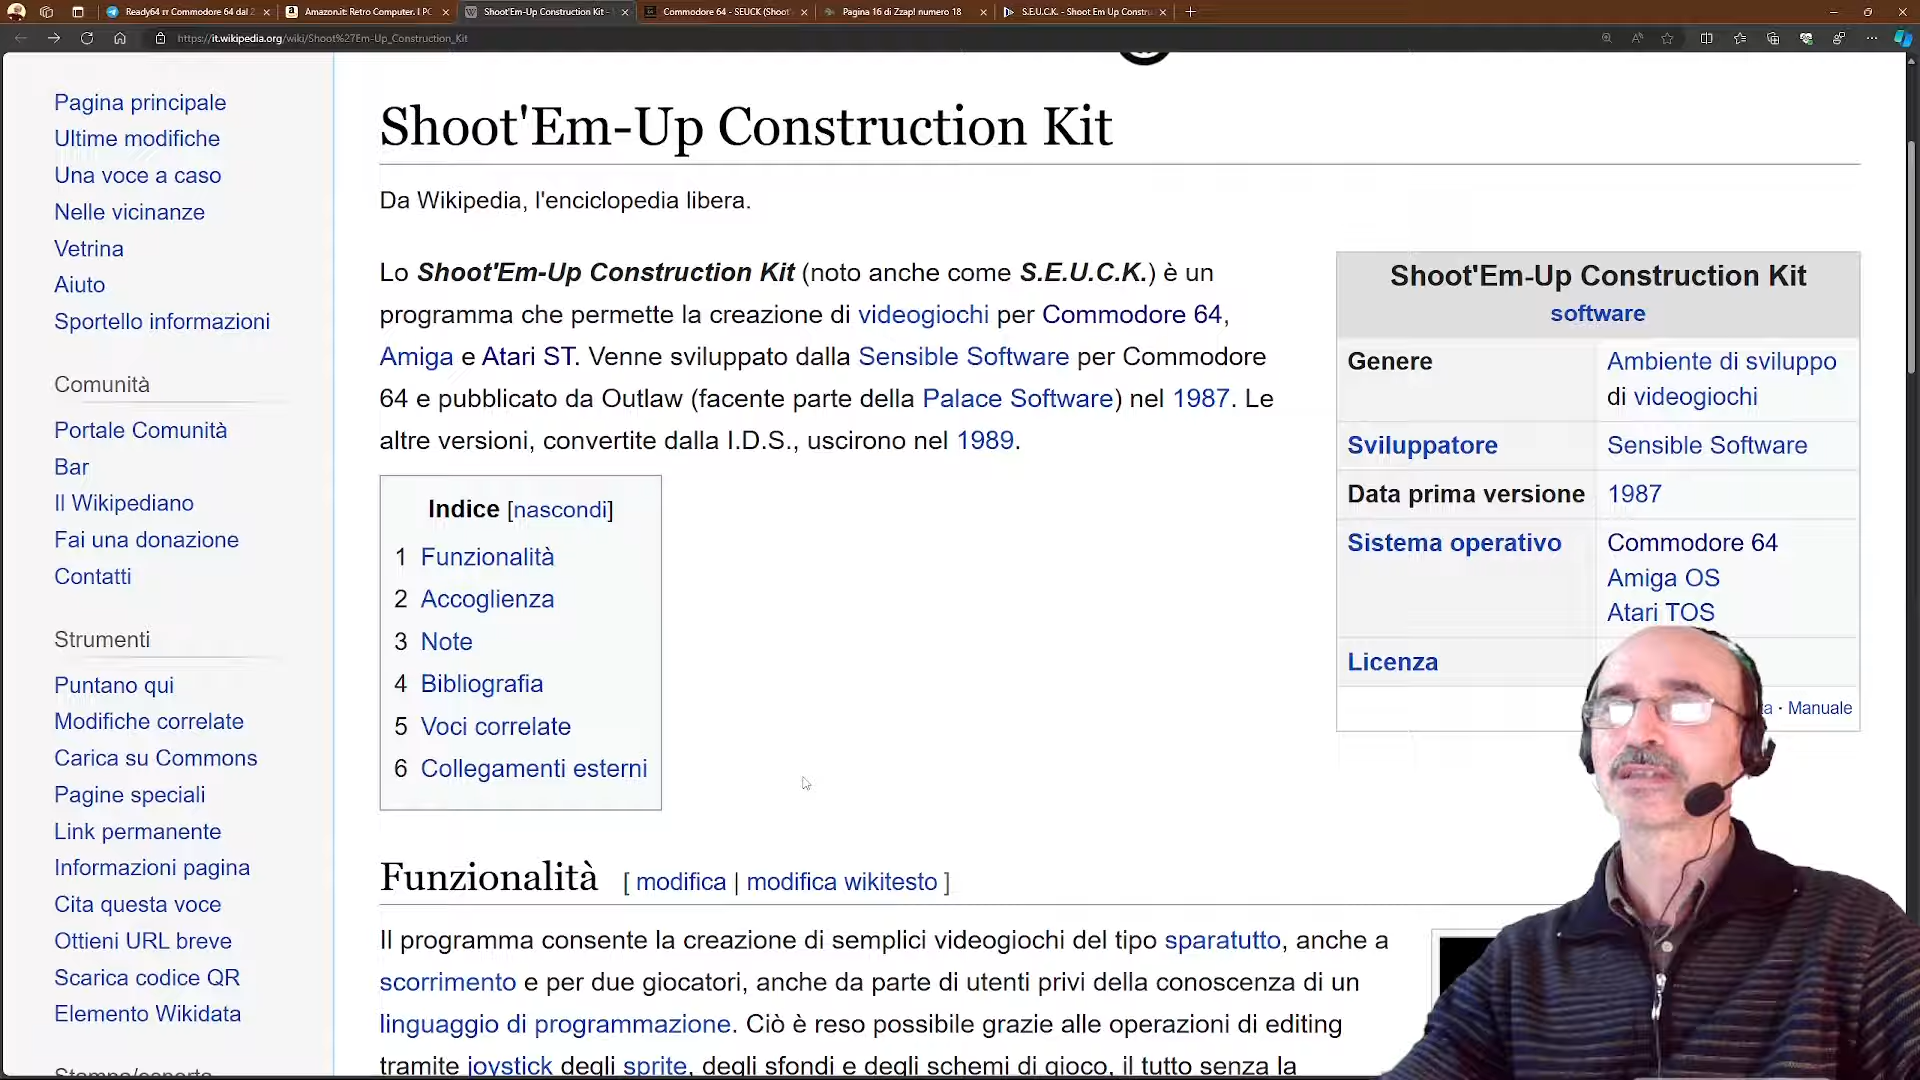 Ready64 rr Commodore 64 dal 2
Amazon.it: Retro Computer. I PC
Shoot'Em-Up Construction Kit -
Commodore 64 - SEUCK (Shoot'
Pagina 16 di Zzap! numero 18
S.E.U.C.K. - Shoot Em Up Constru
https://it.wikipedia.org/wiki/Shoot%27Em-Up_Construction_Kit
Pagina principale
Ultime modifiche
Una voce a caso
Nelle vicinanze
Vetrina
Aiuto
Sportello informazioni
Comunità
Portale Comunità
Bar
Il Wikipediano
Fai una donazione
Contatti
Strumenti
Puntano qui
Modifiche correlate
Carica su Commons
Pagine speciali
Link permanente
Informazioni pagina
Cita questa voce
Ottieni URL breve
Scarica codice QR
Elemento Wikidata
Stampa/esporta
Shoot'Em-Up Construction Kit
Da Wikipedia, l'enciclopedia libera.
Lo Shoot'Em-Up Construction Kit (noto anche come S.E.U.C.K.) è un
programma che permette la creazione di videogiochi per Commodore 64,
Amiga e Atari ST. Venne sviluppato dalla Sensible Software per Commodore
64 e pubblicato da Outlaw (facente parte della Palace Software) nel 1987. Le
altre versioni, convertite dalla I.D.S., uscirono nel 1989.
Indice [nascondi]
1 Funzionalità
2 Accoglienza
3 Note
4 Bibliografia
5 Voci correlate
6 Collegamenti esterni
Shoot'Em-Up Construction Kit
software
Genere Ambiente di sviluppo
di videogiochi
Sviluppatore Sensible Software
Data prima versione 1987
Sistema operativo Commodore 64
Amiga OS
Atari TOS
Licenza
ta · Manuale
Funzionalità [ modifica | modifica wikitesto ]
Il programma consente la creazione di semplici videogiochi del tipo sparatutto, anche a
scorrimento e per due giocatori, anche da parte di utenti privi della conoscenza di un
linguaggio di programmazione. Ciò è reso possibile grazie alle operazioni di editing
tramite joystick degli sprite, degli sfondi e degli schemi di gioco, il tutto senza la